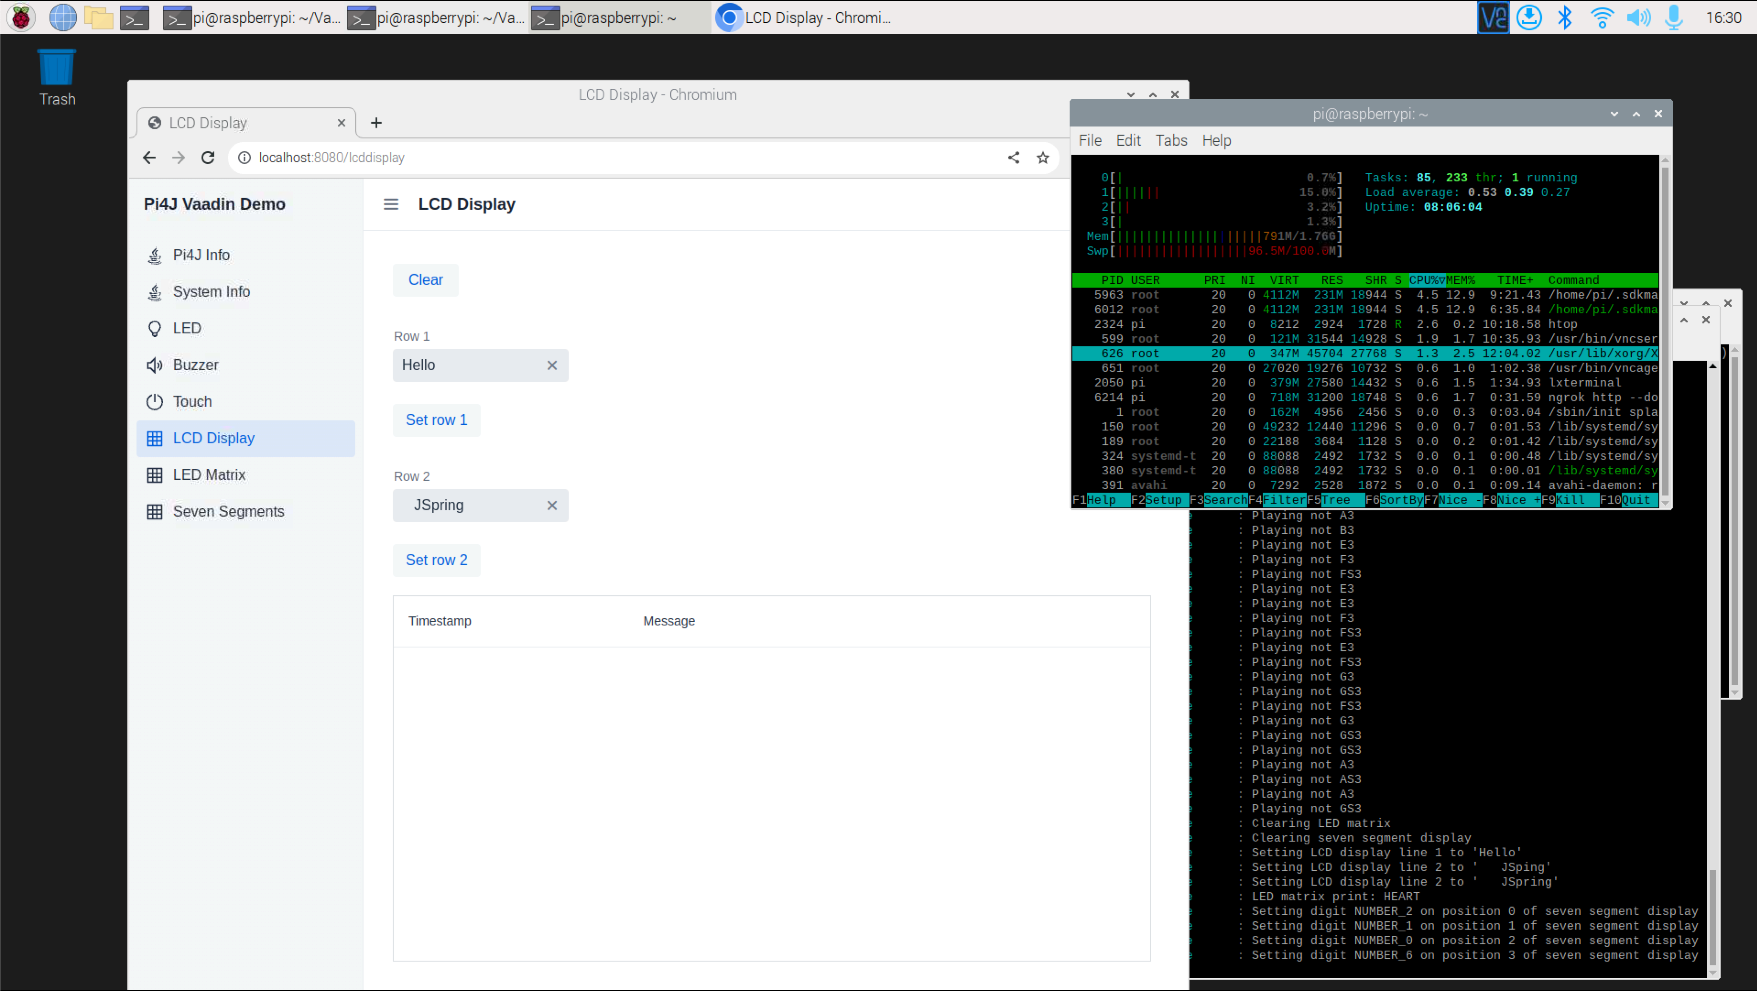 pi@raspberrypi: ~/Va...
pi@raspberrypi: ~/Va...
pi@raspberrypi: ~
LCD Display - Chromi...
16:30
Trash
LCD Display - Chromium
LCD Display
localhost:8080/lcddisplay
Pi4J Vaadin Demo
Pi4J Info
System Info
LED
Buzzer
Touch
LCD Display
LED Matrix
Seven Segments
LCD Display
Clear
Row 1
Hello
Set row 1
Row 2
JSpring
Set row 2
Timestamp Message
pi@raspberrypi: ~
File Edit Tabs Help
0[| 0.7%] Tasks: 85, 233 thr; 1 running
1[|||||| 15.0%] Load average: 0.53 0.39 0.27
2[|| 3.2%] Uptime: 08:06:04
3[| 1.3%]
Mem[||||||||||||||||||||791M/1.76G]
Swp[||||||||||||||||||96.5M/100.0M]
PID USER PRI NI VIRT RES SHR S CPU%▽MEM% TIME+ Command
5963 root 20 0 4112M 231M 18944 S 4.5 12.9 9:21.43 /home/pi/.sdkma
6012 root 20 0 4112M 231M 18944 S 4.5 12.9 6:35.84 /home/pi/.sdkma
2324 pi 20 0 8212 2924 1728 R 2.6 0.2 10:18.58 htop
599 root 20 0 121M 31544 14928 S 1.9 1.7 10:35.93 /usr/bin/vncser
626 root 20 0 347M 45704 27768 S 1.3 2.5 12:04.02 /usr/lib/xorg/X
651 root 20 0 27020 19276 10732 S 0.6 1.0 1:02.38 /usr/bin/vncage
2050 pi 20 0 379M 27580 14432 S 0.6 1.5 1:34.93 lxterminal
6214 pi 20 0 718M 31200 18748 S 0.6 1.7 0:31.59 ngrok http --do
1 root 20 0 162M 4956 2456 S 0.0 0.3 0:03.04 /sbin/init spla
150 root 20 0 49232 12440 11296 S 0.0 0.7 0:01.53 /lib/systemd/sy
189 root 20 0 22188 3684 1128 S 0.0 0.2 0:01.42 /lib/systemd/sy
324 systemd-t 20 0 88088 2492 1732 S 0.0 0.1 0:00.48 /lib/systemd/sy
380 systemd-t 20 0 88088 2492 1732 S 0.0 0.1 0:00.01 /lib/systemd/sy
391 avahi 20 0 7292 2528 1872 S 0.0 0.1 0:09.14 avahi-daemon: r
F1Help F2Setup F3SearchF4FilterF5Tree F6SortByF7Nice -F8Nice +F9Kill F10Quit
: Playing not A3
: Playing not B3
: Playing not E3
: Playing not F3
: Playing not FS3
: Playing not E3
: Playing not E3
: Playing not F3
: Playing not FS3
: Playing not E3
: Playing not FS3
: Playing not G3
: Playing not GS3
: Playing not FS3
: Playing not G3
: Playing not GS3
: Playing not GS3
: Playing not A3
: Playing not AS3
: Playing not A3
: Playing not GS3
: Clearing LED matrix
: Clearing seven segment display
: Setting LCD display line 1 to 'Hello'
: Setting LCD display line 2 to '   JSping'
: Setting LCD display line 2 to '   JSpring'
: LED matrix print: HEART
: Setting digit NUMBER_2 on position 0 of seven segment display
: Setting digit NUMBER_1 on position 1 of seven segment display
: Setting digit NUMBER_0 on position 2 of seven segment display
: Setting digit NUMBER_6 on position 3 of seven segment display